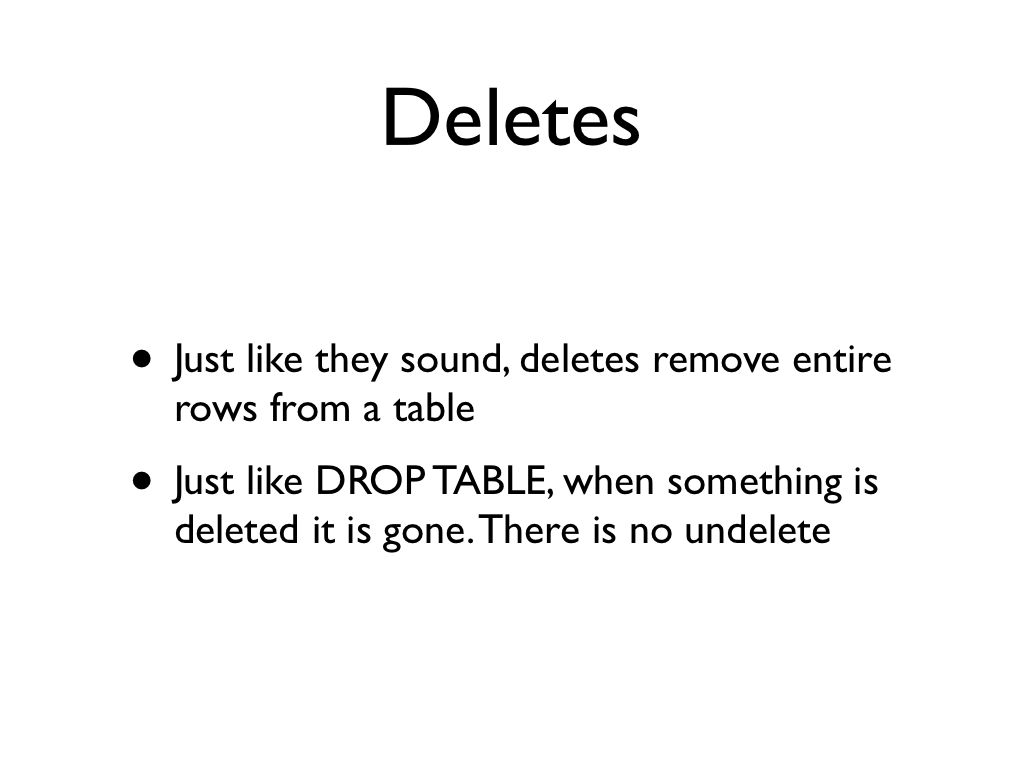 Deletes
• Just like they sound, deletes remove entire
rows from a table
• Just like DROP TABLE, when something is
deleted it is gone. There is no undelete